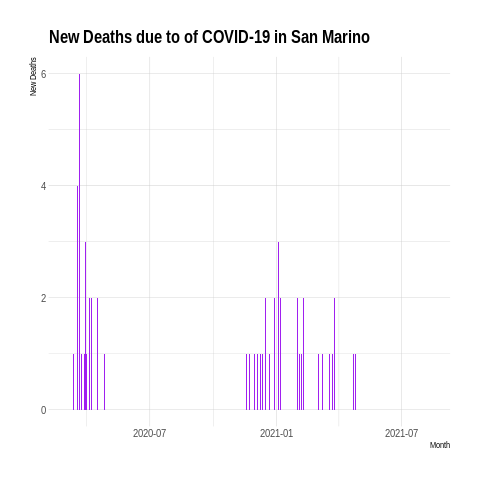 New Deaths due to of COVID-19 in San Marino
New Deaths
6
4
2
0
2020-07 2021-01 2021-07
Month